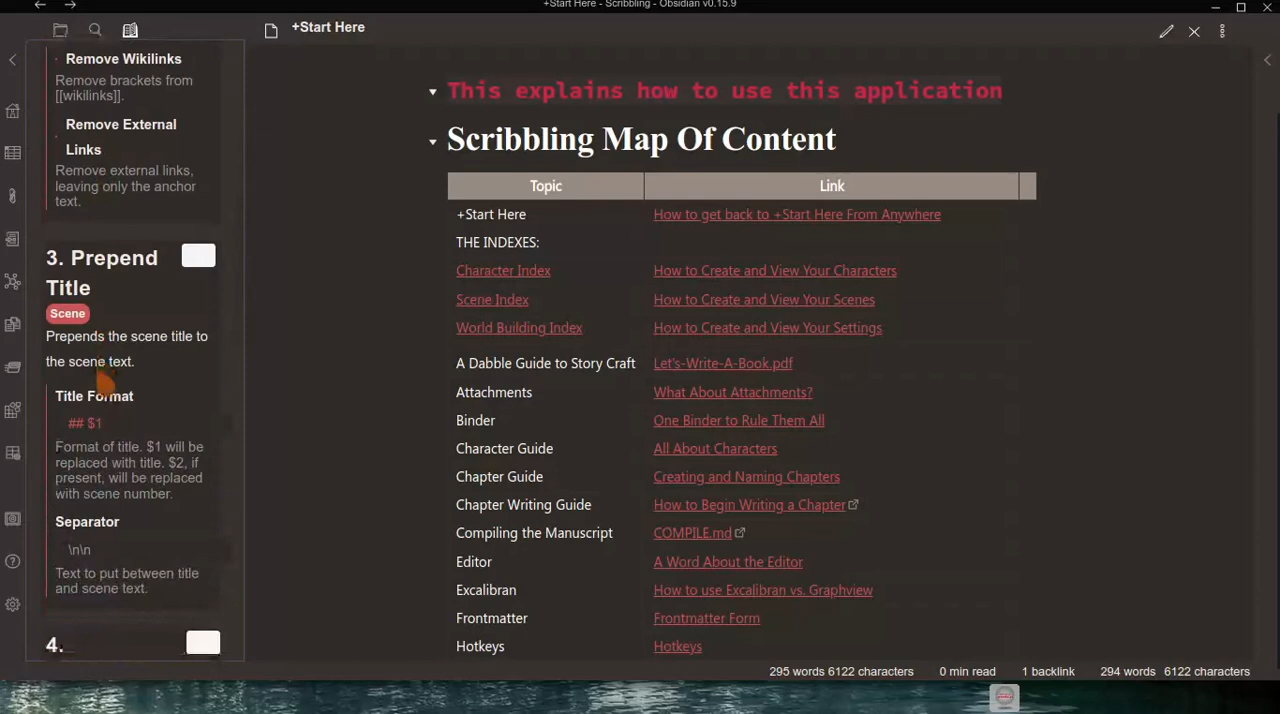 +Start Here - Scribbling - Obsidian v0.15.9
+Start Here
Remove Wikilinks
Remove brackets from
[[wikilinks]].
Remove External
Links
Remove external links,
leaving only the anchor
text.
3. Prepend
Title
Scene
Prepends the scene title to
the scene text.
Title Format
## $1
Format of title. $1 will be
replaced with title. $2, if
present, will be replaced
with scene number.
Separator
\n\n
Text to put between title
and scene text.
4.
This explains how to use this application
Scribbling Map Of Content
Topic Link
+Start Here How to get back to +Start Here From Anywhere
THE INDEXES:
Character Index How to Create and View Your Characters
Scene Index How to Create and View Your Scenes
World Building Index How to Create and View Your Settings
A Dabble Guide to Story Craft Let's-Write-A-Book.pdf
Attachments What About Attachments?
Binder One Binder to Rule Them All
Character Guide All About Characters
Chapter Guide Creating and Naming Chapters
Chapter Writing Guide How to Begin Writing a Chapter
Compiling the Manuscript COMPILE.md
Editor A Word About the Editor
Excalibran How to use Excalibran vs. Graphview
Frontmatter Frontmatter Form
Hotkeys Hotkeys
295 words 6122 characters 0 min read 1 backlink 294 words 6122 characters